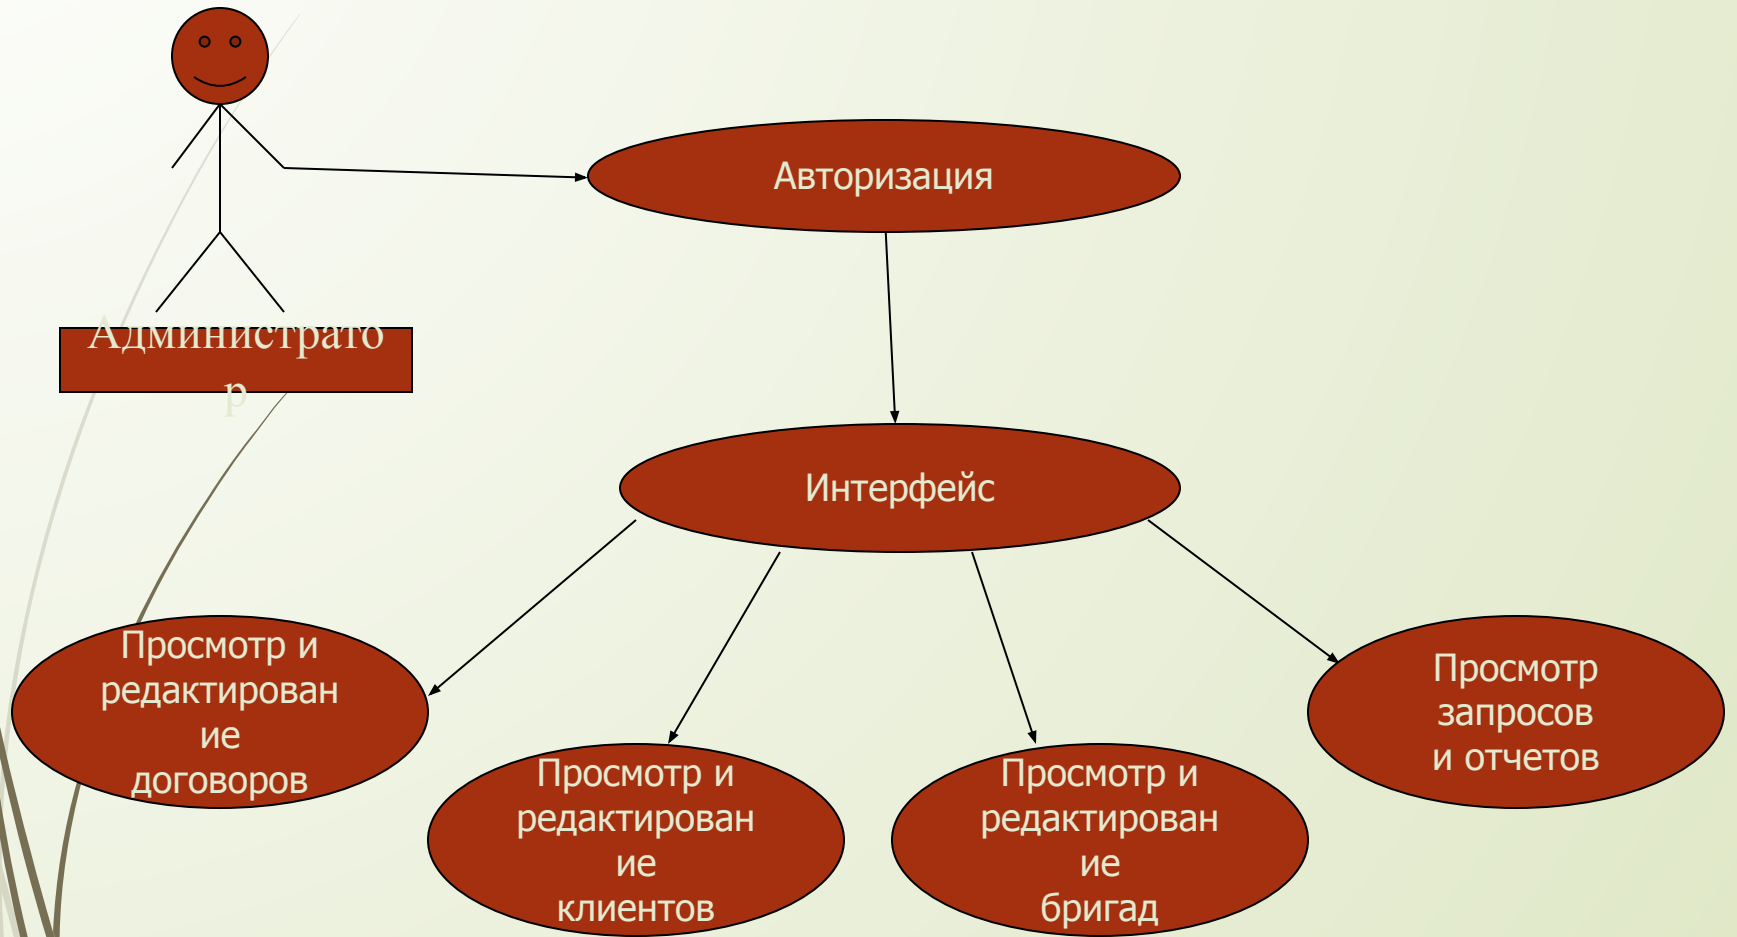 Авторизация
Администрато
р
Интерфейс
Просмотр и
редактирован
ие
договоров
Просмотр и
редактирован
ие
клиентов
Просмотр и
редактирован
ие
бригад
Просмотр
запросов
и отчетов